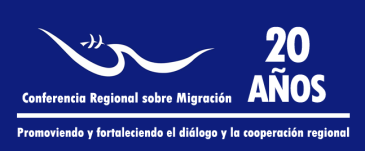 20
AÑOS
Conferencia Regional sobre Migración
Promoviendo y fortaleciendo el diálogo y la cooperación regional